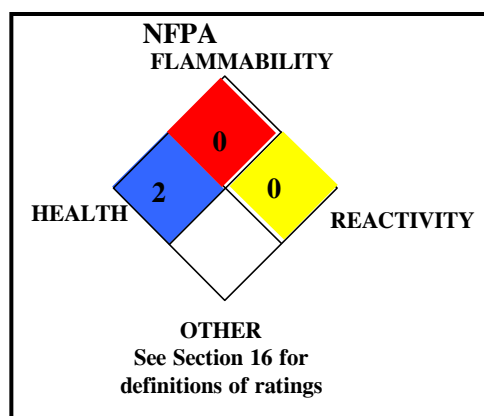 NFPA
FLAMMABILITY
0
2
0
HEALTH
REACTIVITY
OTHER
See Section 16 for
definitions of ratings